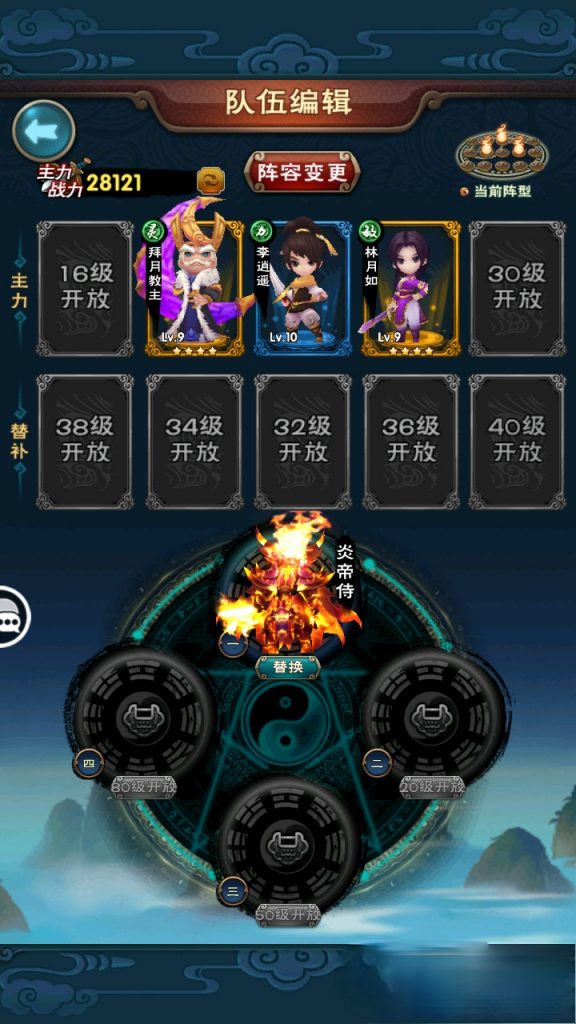 队伍编辑
主力
战力
28121
阵容变更
当前阵型
主力
16级
开放
灵
拜月教主
Lv.9
力
李逍遥
Lv.10
敏
林月如
Lv.9
30级
开放
替补
38级
开放
34级
开放
32级
开放
36级
开放
40级
开放
炎帝侍
一
替换
四
80级开放
二
20级开放
三
50级开放